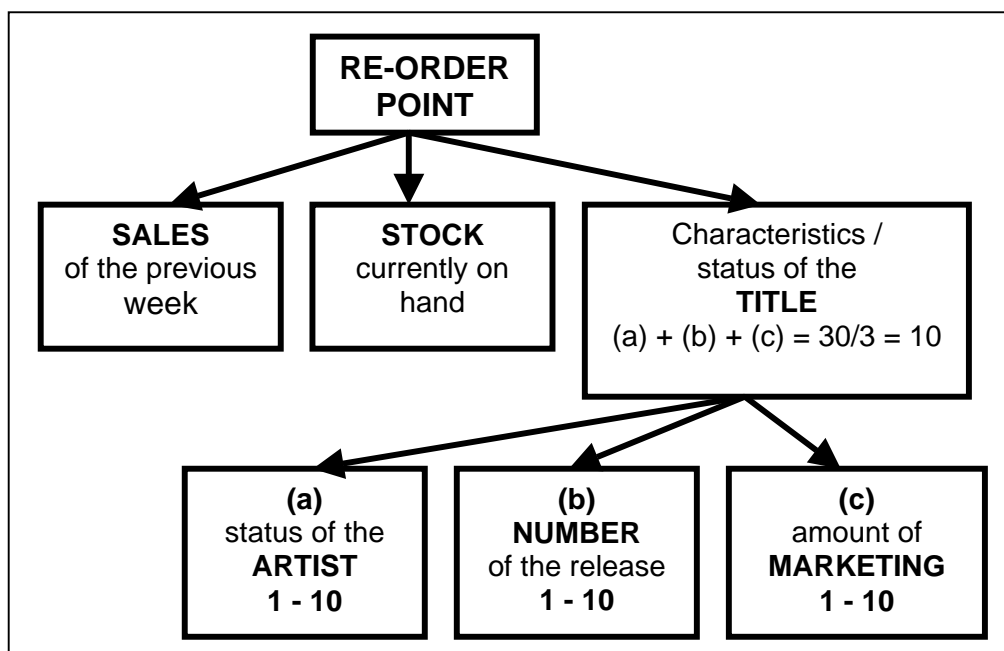 RE-ORDER
POINT
SALES
of the previous
week
STOCK
currently on
hand
Characteristics /
status of the
TITLE
(a) + (b) + (c) = 30/3 = 10
(a)
status of the
ARTIST
1 - 10
(b)
NUMBER
of the release
1 - 10
(c)
amount of
MARKETING
1 - 10